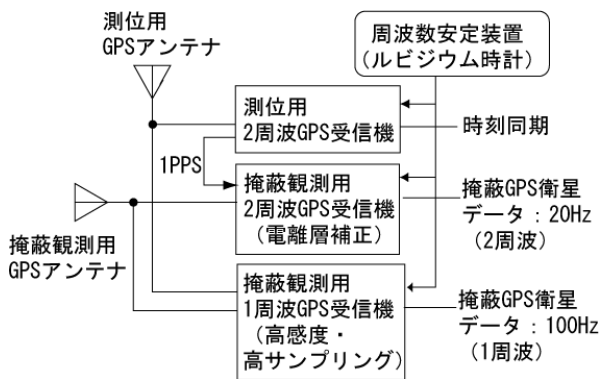 測位用
GPSアンテナ
周波数安定装置
(ルビジウム時計)
測位用
2周波GPS受信機
時刻同期
1PPS
掩蔽観測用
2周波GPS受信機
(電離層補正)
掩蔽GPS衛星
データ：20Hz
(2周波)
掩蔽観測用
GPSアンテナ
掩蔽観測用
1周波GPS受信機
(高感度・
高サンプリング)
掩蔽GPS衛星
データ：100Hz
(1周波)